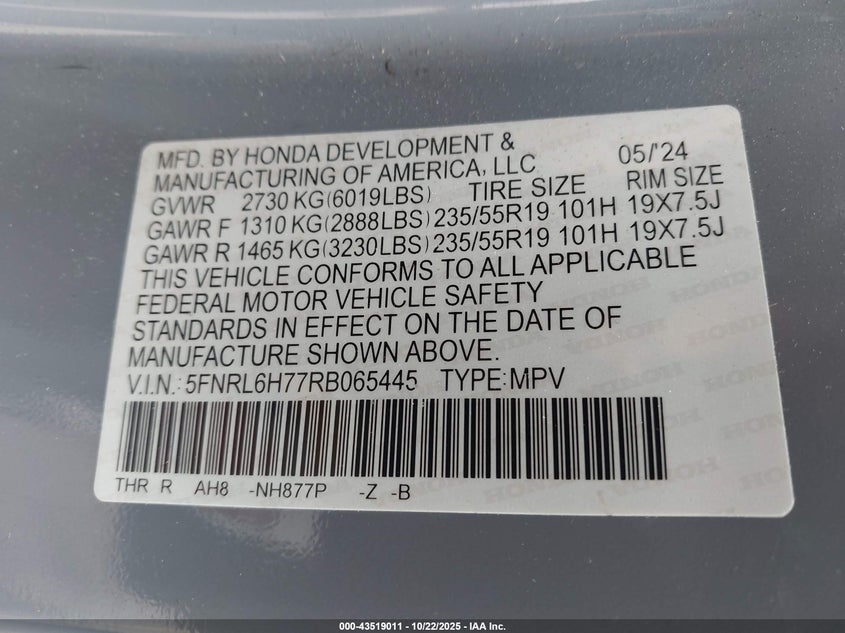 MFD. BY HONDA DEVELOPMENT & 05/'24
MANUFACTURING OF AMERICA, LLC
GVWR 2730 KG(6019LBS) TIRE SIZE RIM SIZE
GAWR F 1310 KG(2888LBS) 235/55R19 101H 19X7.5J
GAWR R 1465 KG(3230LBS) 235/55R19 101H 19X7.5J
THIS VEHICLE CONFORMS TO ALL APPLICABLE
FEDERAL MOTOR VEHICLE SAFETY
STANDARDS IN EFFECT ON THE DATE OF
MANUFACTURE SHOWN ABOVE.
V.I.N.: 5FNRL6H77RB065445 TYPE:MPV
THR R AH8 -NH877P -Z -B
000-43519011 - 10/22/2025 - IAA Inc.